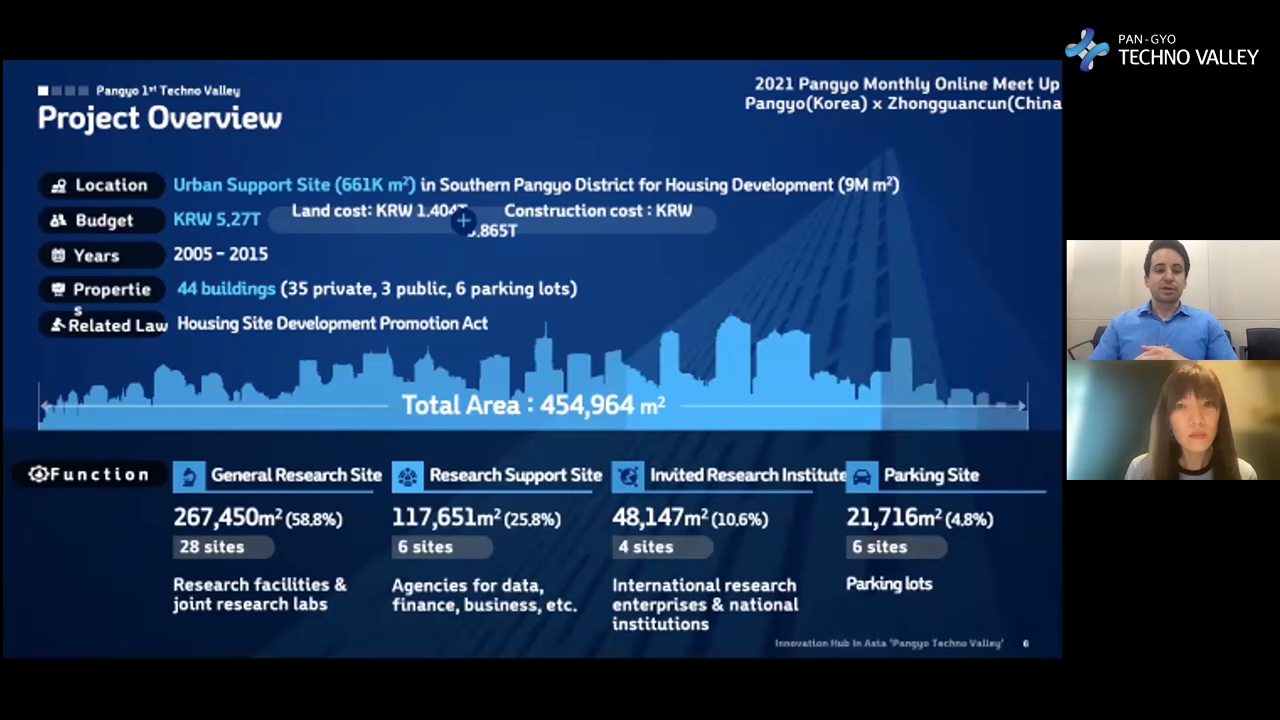 PAN-GYO
TECHNO VALLEY
Pangyo 1st Techno Valley
Project Overview
2021 Pangyo Monthly Online Meet Up
Pangyo(Korea) x Zhongguancun(China
Location
Urban Support Site (661K m²) in Southern Pangyo District for Housing Development (9M m²)
Budget
KRW 5.27T
Land cost: KRW 1.404T
+
Construction cost : KRW
.865T
Years
2005 – 2015
Propertie
s
44 buildings (35 private, 3 public, 6 parking lots)
Related Law
Housing Site Development Promotion Act
Total Area : 454,964 m²
Function
General Research Site
267,450m² (58.8%)
28 sites
Research facilities &
joint research labs
Research Support Site
117,651m² (25.8%)
6 sites
Agencies for data,
finance, business, etc.
Invited Research Institute
48,147m² (10.6%)
4 sites
International research
enterprises & national
institutions
Parking Site
21,716m² (4.8%)
6 sites
Parking lots
Innovation Hub In Asia 'Pangyo Techno Valley'
6